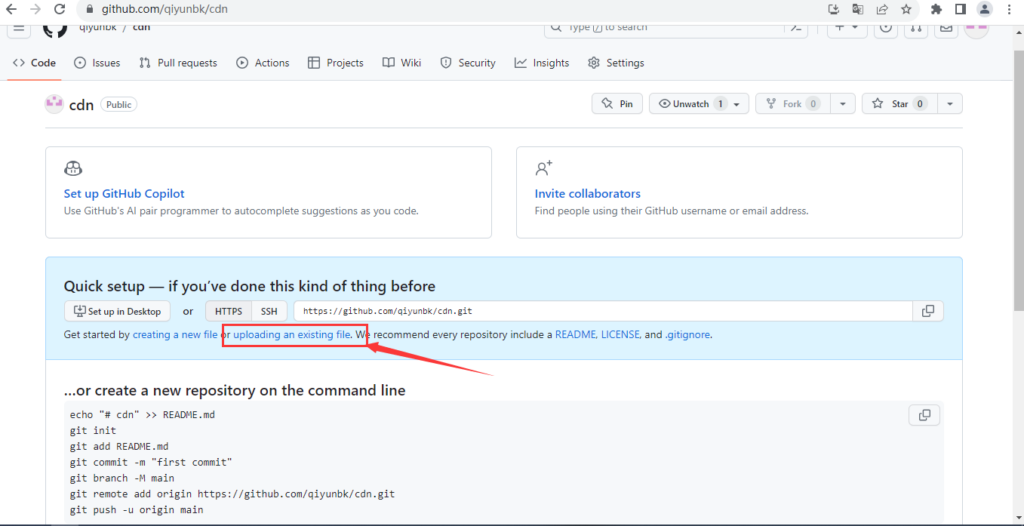 github.com/qiyunbk/cdn
qiyunbk / cdn
Type / to search
Code Issues Pull requests Actions Projects Wiki Security Insights Settings
cdn Public
Pin Unwatch 1 Fork 0 Star 0
Set up GitHub Copilot
Use GitHub's AI pair programmer to autocomplete suggestions as you code.
Invite collaborators
Find people using their GitHub username or email address.
Quick setup — if you've done this kind of thing before
Set up in Desktop or HTTPS SSH https://github.com/qiyunbk/cdn.git
Get started by creating a new file or uploading an existing file. We recommend every repository include a README, LICENSE, and .gitignore.
...or create a new repository on the command line
echo "# cdn" >> README.md
git init
git add README.md
git commit -m "first commit"
git branch -M main
git remote add origin https://github.com/qiyunbk/cdn.git
git push -u origin main